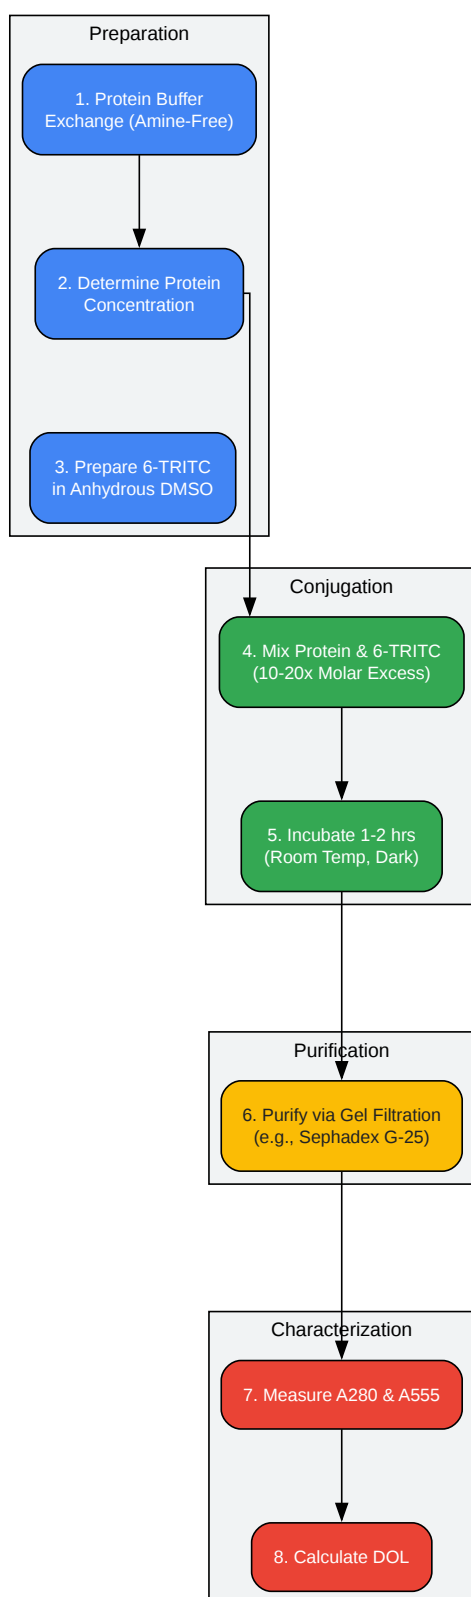 Preparation
1. Protein Buffer
Exchange (Amine-Free)
2. Determine Protein
Concentration
3. Prepare 6-TRITC
in Anhydrous DMSO
Conjugation
4. Mix Protein & 6-TRITC
(10-20x Molar Excess)
5. Incubate 1-2 hrs
(Room Temp, Dark)
Purification
6. Purify via Gel Filtration
(e.g., Sephadex G-25)
Characterization
7. Measure A280 & A555
8. Calculate DOL